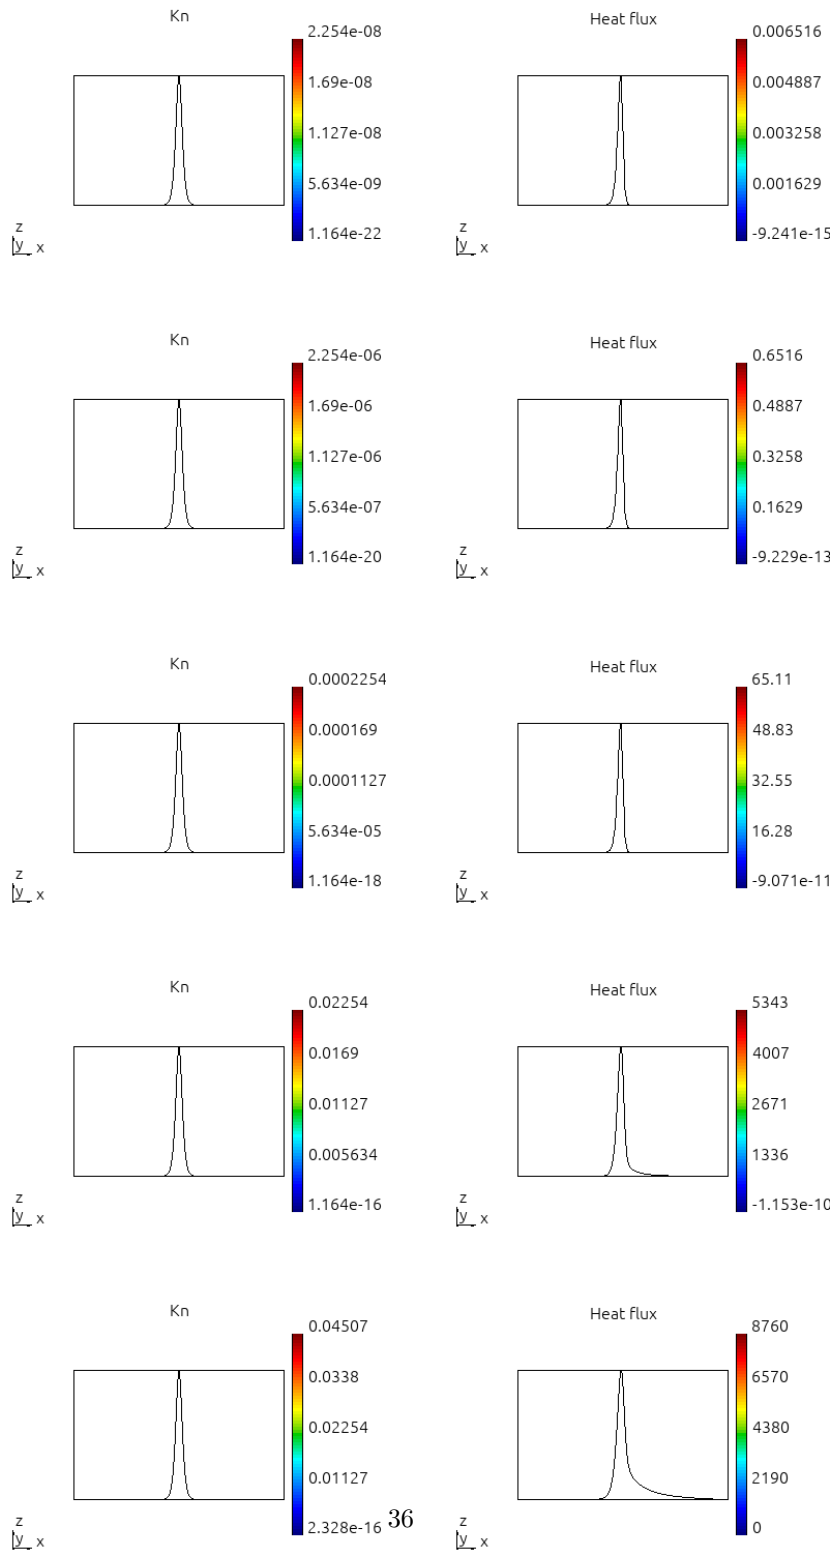 Kn
2.254e-08
1.69e-08
1.127e-08
5.634e-09
1.164e-22
z
y x
Heat flux
0.006516
0.004887
0.003258
0.001629
-9.241e-15
z
y x
Kn
2.254e-06
1.69e-06
1.127e-06
5.634e-07
1.164e-20
z
y x
Heat flux
0.6516
0.4887
0.3258
0.1629
-9.229e-13
z
y x
Kn
0.0002254
0.000169
0.0001127
5.634e-05
1.164e-18
z
y x
Heat flux
65.11
48.83
32.55
16.28
-9.071e-11
z
y x
Kn
0.02254
0.0169
0.01127
0.005634
1.164e-16
z
y x
Heat flux
5343
4007
2671
1336
-1.153e-10
z
y x
Kn
0.04507
0.0338
0.02254
0.01127
2.328e-16
z
y x
Heat flux
8760
6570
4380
2190
0
z
y x
36